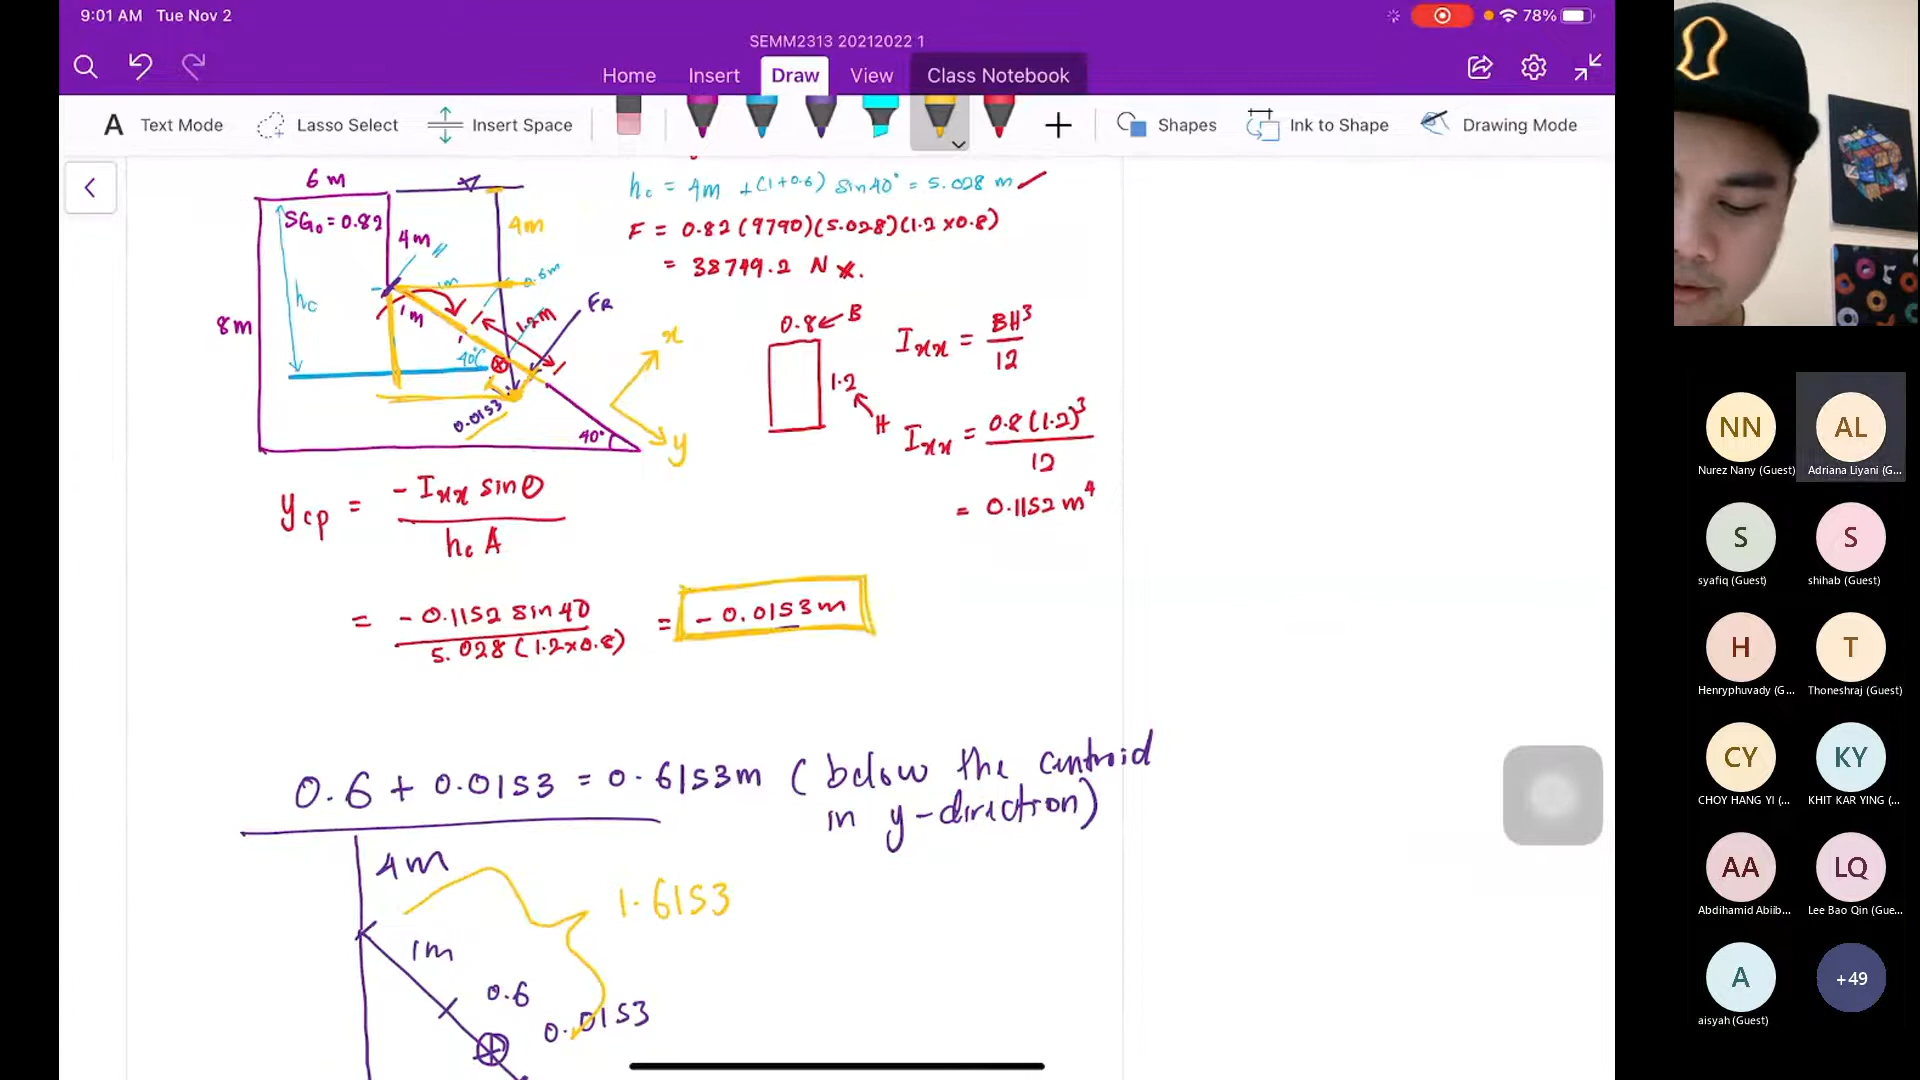 9:01 AM Tue Nov 2
78%
SEMM2313 20212022 1
Home Insert Draw View Class Notebook
A Text Mode Lasso Select Insert Space Shapes Ink to Shape Drawing Mode
6 m
SG₀ = 0.82
4m
4m
hc
8m
1m
1m
0.6m
1.2m
FR
40°
0.0153
40°
x
y
hc = 4m + (1+0.6) sin40° = 5.028 m
F = 0.82 (9790)(5.028)(1.2 x0.8)
= 38749.2 N
0.8 B
1.2
H
Ixx = BH³
12
Ixx = 0.8 (1.2)³
12
= 0.1152 m⁴
ycp = - Ixx sin θ
hc A
= - 0.1152 sin 40
5.028 (1.2x0.8)
= - 0.0153 m
0.6 + 0.0153 = 0.6153m ( below the centroid
in y-direction)
4m
1.6153
1m
0.6
0.0153
NN
Nurez Nany (Guest)
AL
Adriana Liyani (G...
S
syafiq (Guest)
S
shihab (Guest)
H
Henryphuvady (G...
T
Thoneshraj (Guest)
CY
CHOY HANG YI (...
KY
KHIT KAR YING (...
AA
Abdihamid Abiib...
LQ
Lee Bao Qin (Gue...
A
aisyah (Guest)
+49